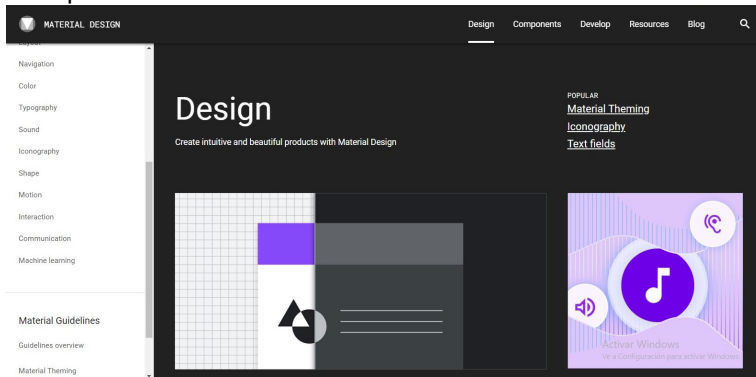 MATERIAL DESIGN
Design Components Develop Resources Blog
Layout
Navigation
Color
Typography
Sound
Iconography
Shape
Motion
Interaction
Communication
Machine learning
Material Guidelines
Guidelines overview
Material Theming
Design
Create intuitive and beautiful products with Material Design
POPULAR
Material Theming
Iconography
Text fields
Activar Windows
Ve a Configuración para activar Windows.